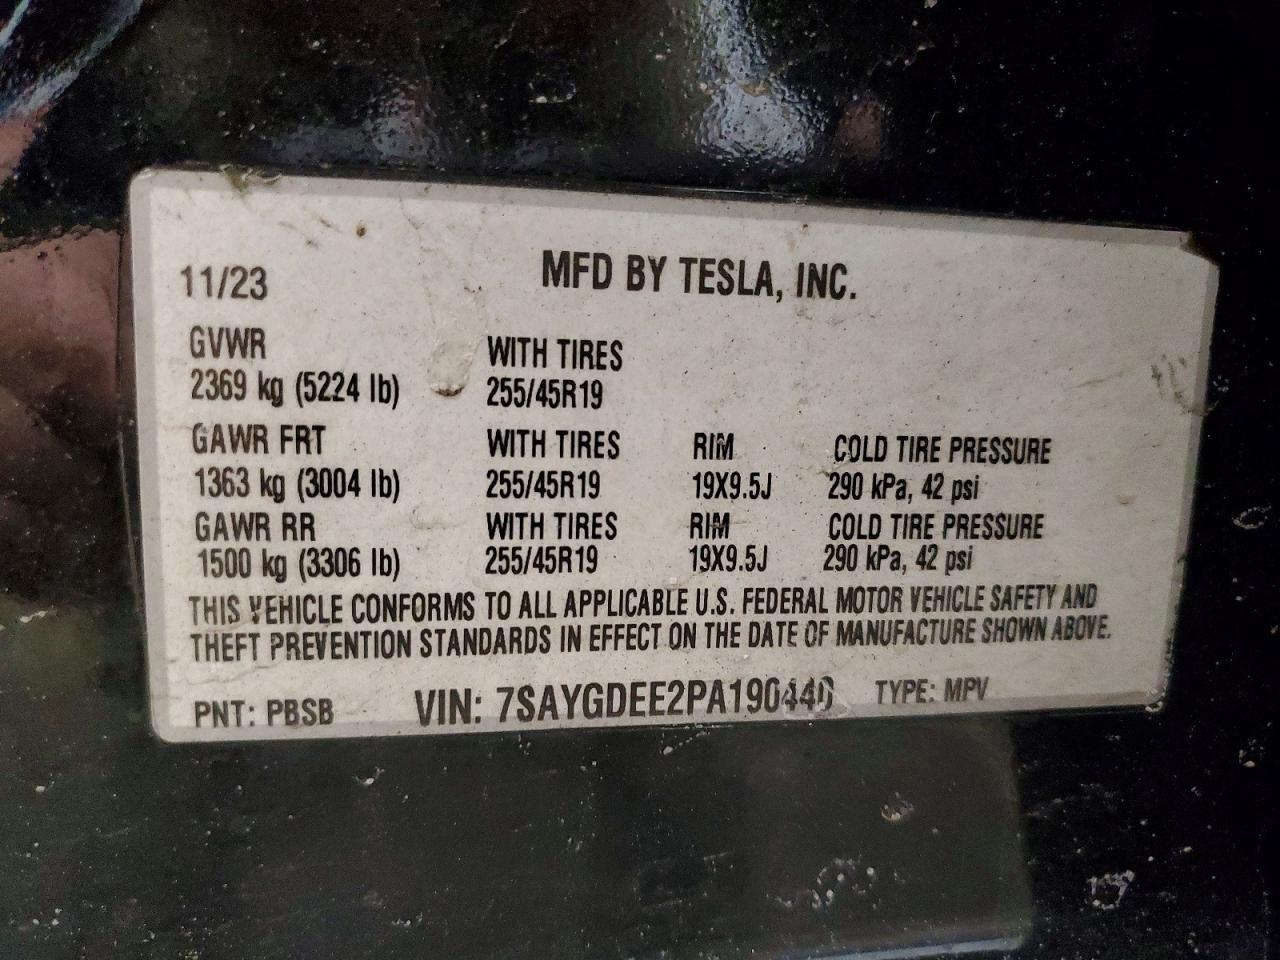 11/23 MFD BY TESLA, INC.
GVWR WITH TIRES
2369 kg (5224 lb) 255/45R19
GAWR FRT WITH TIRES RIM COLD TIRE PRESSURE
1363 kg (3004 lb) 255/45R19 19X9.5J 290 kPa, 42 psi
GAWR RR WITH TIRES RIM COLD TIRE PRESSURE
1500 kg (3306 lb) 255/45R19 19X9.5J 290 kPa, 42 psi
THIS VEHICLE CONFORMS TO ALL APPLICABLE U.S. FEDERAL MOTOR VEHICLE SAFETY AND
THEFT PREVENTION STANDARDS IN EFFECT ON THE DATE OF MANUFACTURE SHOWN ABOVE.
PNT: PBSB VIN: 7SAYGDEE2PA190440 TYPE: MPV